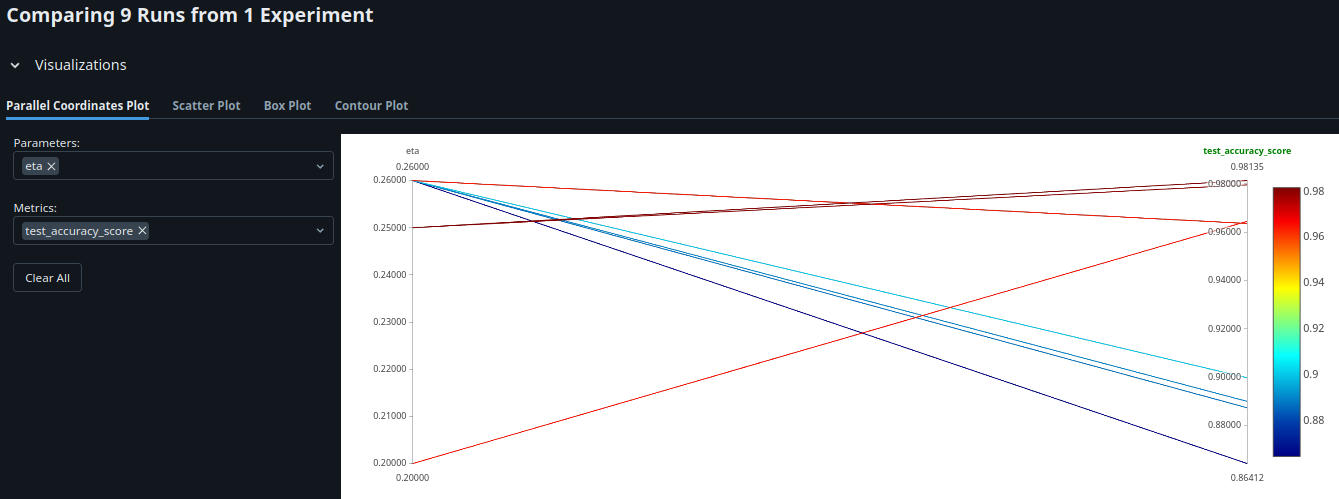 Comparing 9 Runs from 1 Experiment
Visualizations
Parallel Coordinates Plot Scatter Plot Box Plot Contour Plot
Parameters:
eta
Metrics:
test_accuracy_score
Clear All
eta
0.26000
0.26000
0.25000
0.24000
0.23000
0.22000
0.21000
0.20000
0.20000
test_accuracy_score
0.98135
0.98000
0.96000
0.94000
0.92000
0.90000
0.88000
0.86412
0.98
0.96
0.94
0.92
0.9
0.88